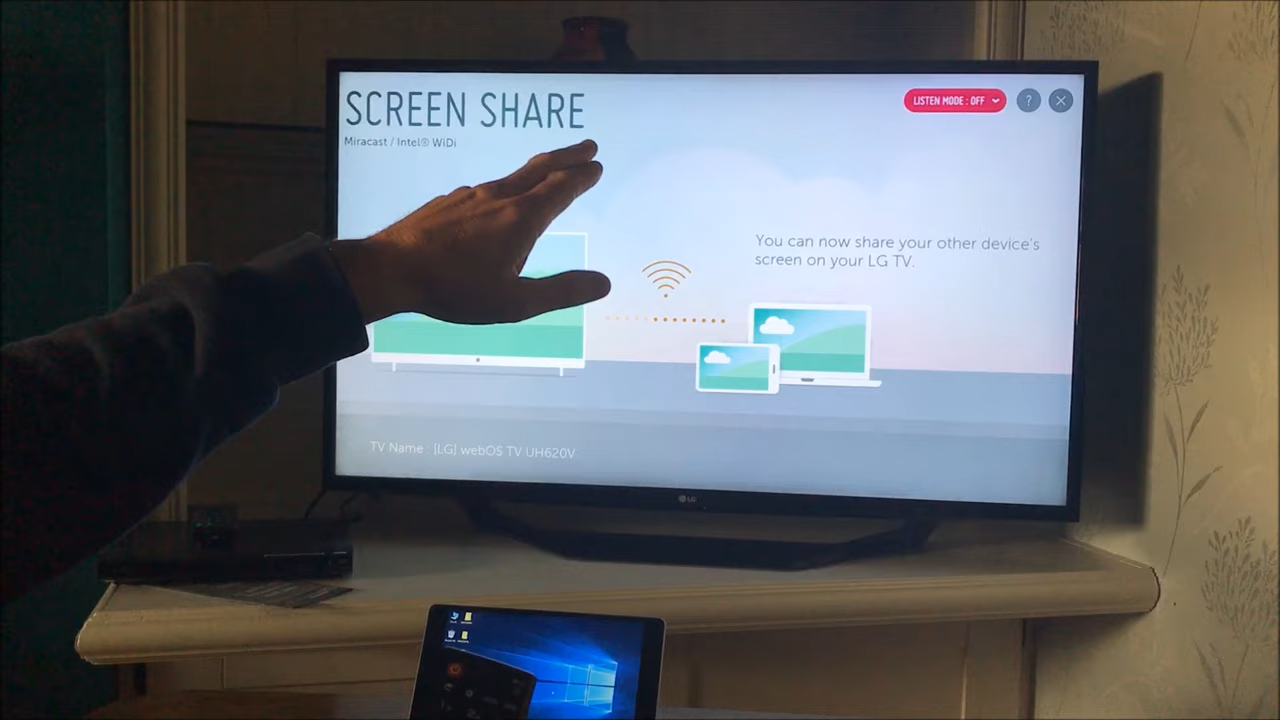 SCREEN SHARE
Miracast / Intel® WiDi
LISTEN MODE : OFF
?
You can now share your other device's
screen on your LG TV.
TV Name : [LG] webOS TV UH620V
LG